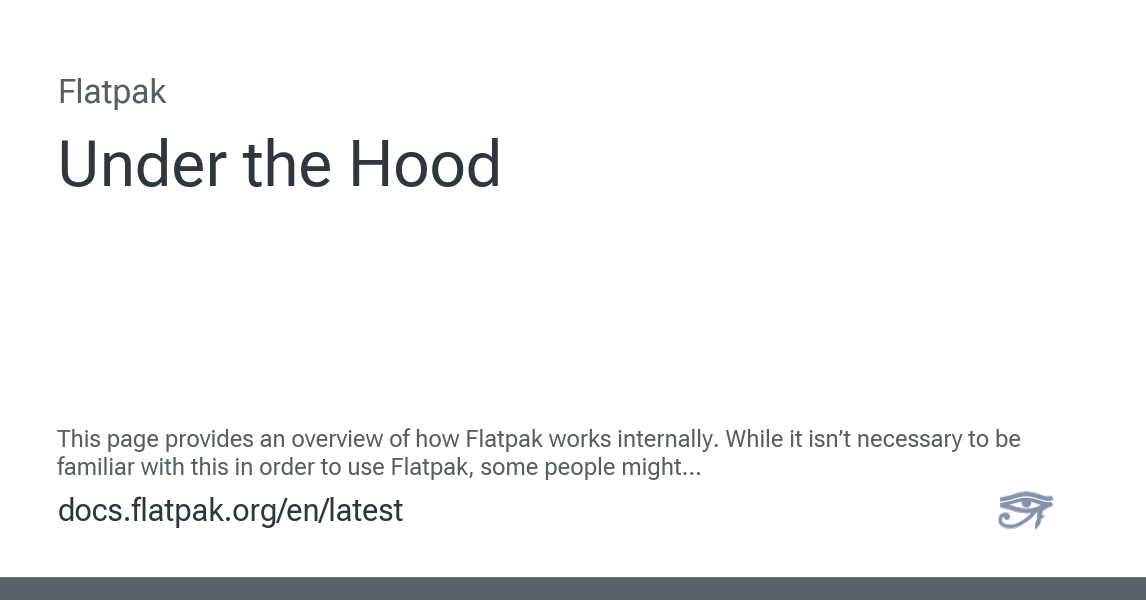 Flatpak
Under the Hood
This page provides an overview of how Flatpak works internally. While it isn’t necessary to be
familiar with this in order to use Flatpak, some people might...
docs.flatpak.org/en/latest